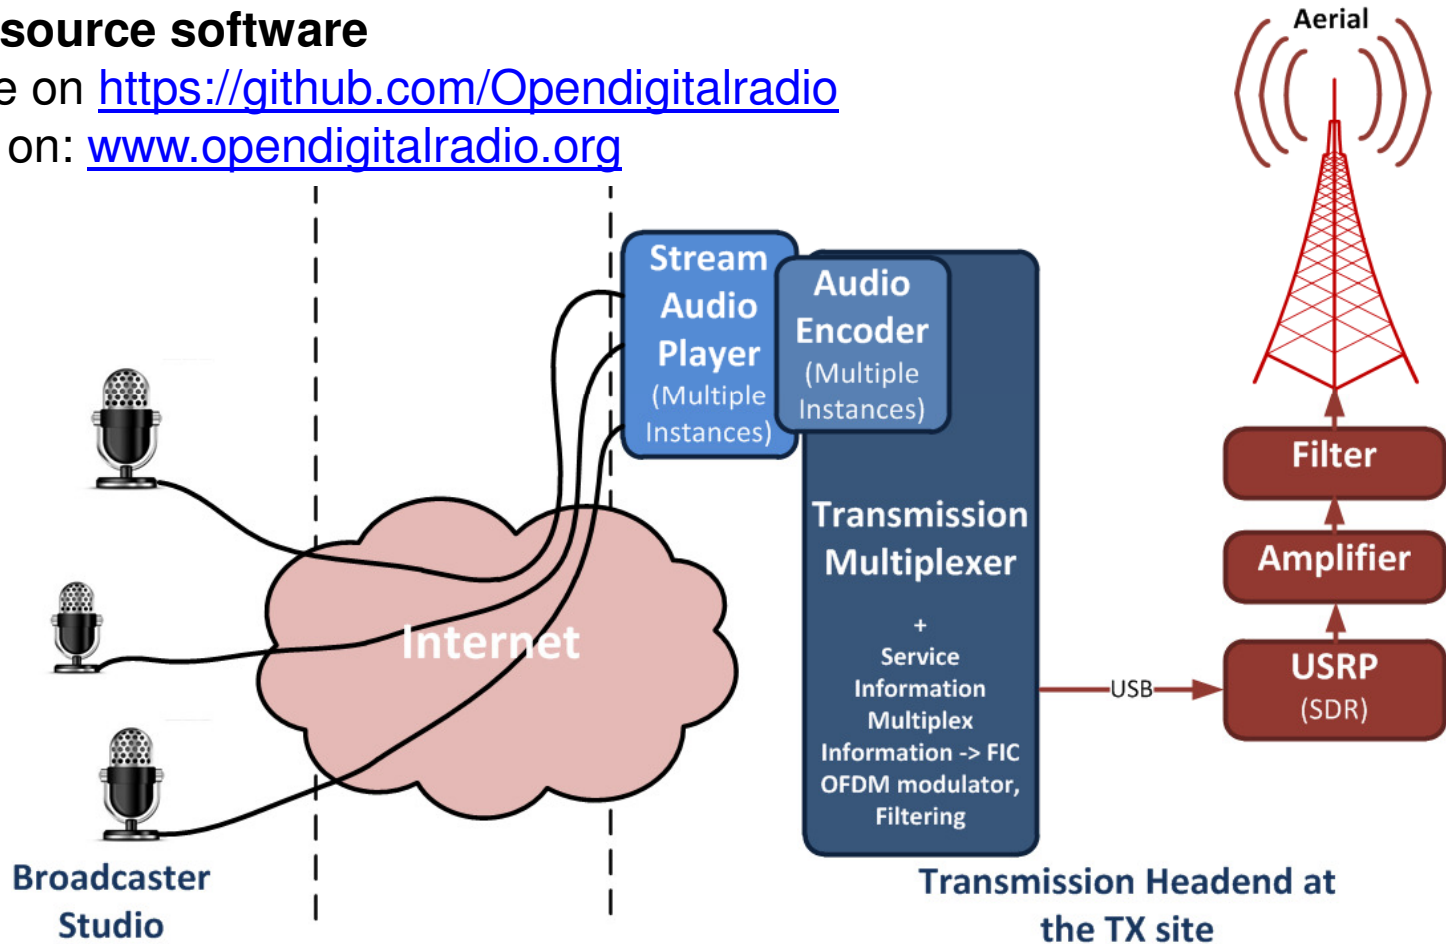 source software
e on https://github.com/Opendigitalradio
on: www.opendigitalradio.org
Aerial
Stream
Audio
Player
(Multiple
Instances)
Audio
Encoder
(Multiple
Instances)
Transmission
Multiplexer
+
Service
Information
Multiplex
Information -> FIC
OFDM modulator,
Filtering
Internet
USB
Filter
Amplifier
USRP
(SDR)
Broadcaster
Studio
Transmission Headend at
the TX site